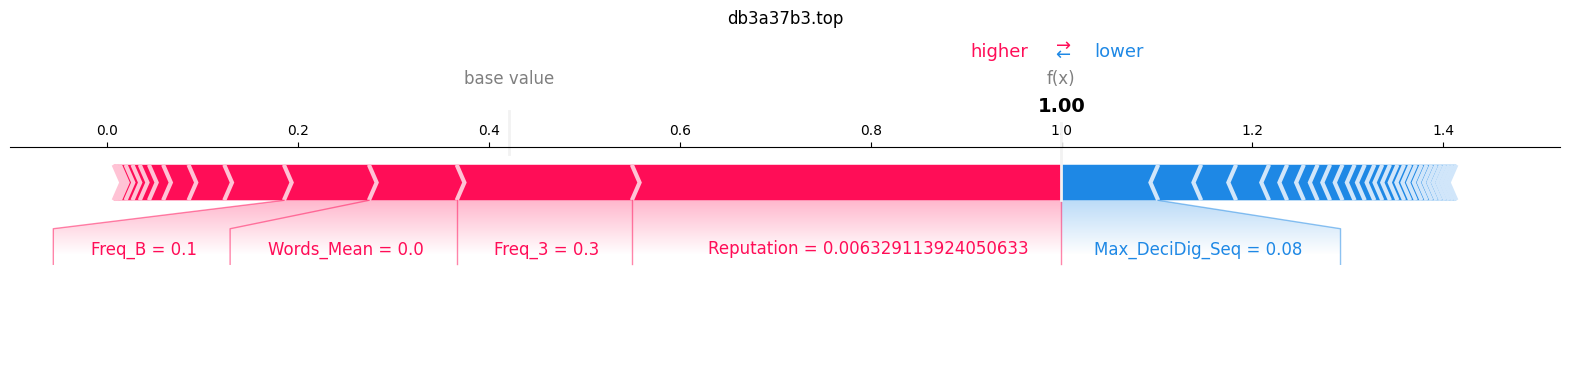 db3a37b3.top
higher ⇄ lower
base value f(x)
1.00
0.0 0.2 0.4 0.6 0.8 1.0 1.2 1.4
Freq_B = 0.1 Words_Mean = 0.0 Freq_3 = 0.3 Reputation = 0.006329113924050633 Max_DeciDig_Seq = 0.08